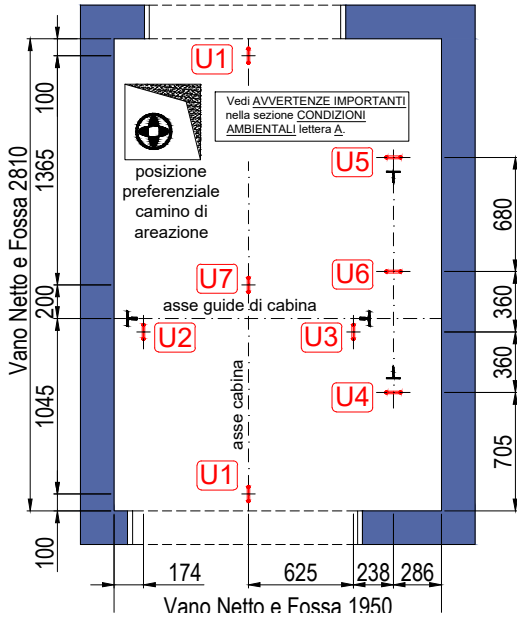 U1
Vedi AVVERTENZE IMPORTANTI
nella sezione CONDIZIONI
AMBIENTALI lettera A.
posizione
preferenziale
camino di
areazione
U5
U7
U6
asse guide di cabina
U2
U3
U4
asse cabina
U1
Vano Netto e Fossa 2810
100
1365
200
1045
100
680
360
360
705
174
625
238
286
Vano Netto e Fossa 1950